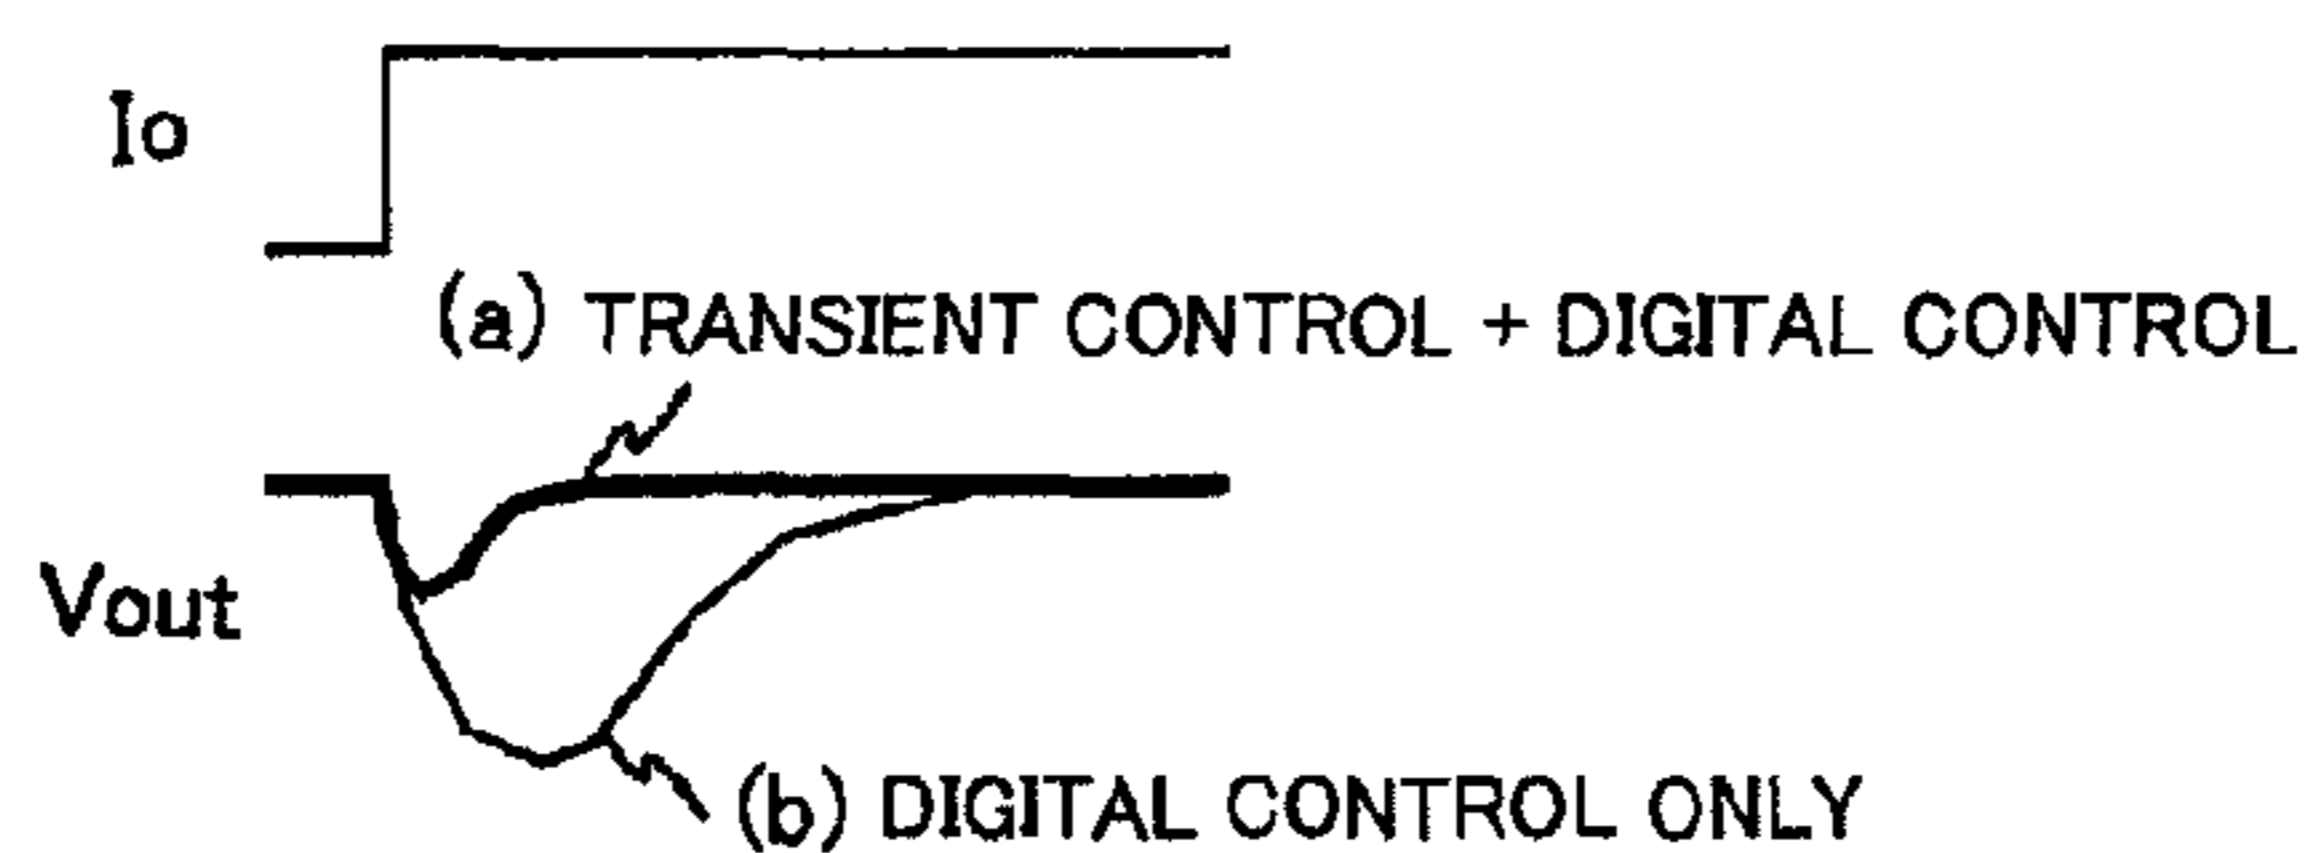 Io
(a) TRANSIENT CONTROL + DIGITAL CONTROL
Vout
(b) DIGITAL CONTROL ONLY